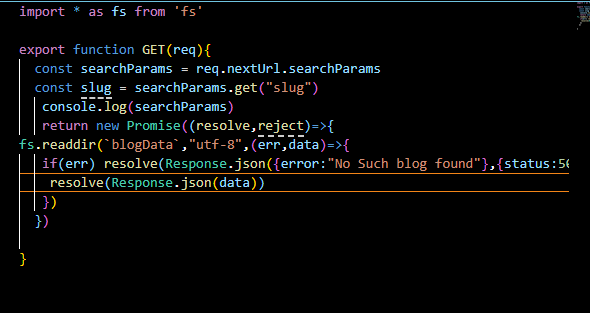 import * as fs from 'fs'
export function GET(req){
const searchParams = req.nextUrl.searchParams
const slug = searchParams.get("slug")
console.log(searchParams)
return new Promise((resolve,reject)=>{
fs.readdir(`blogData`,"utf-8",(err,data)=>{
if(err) resolve(Response.json({error:"No Such blog found"},{status:50
resolve(Response.json(data))
})
})
}